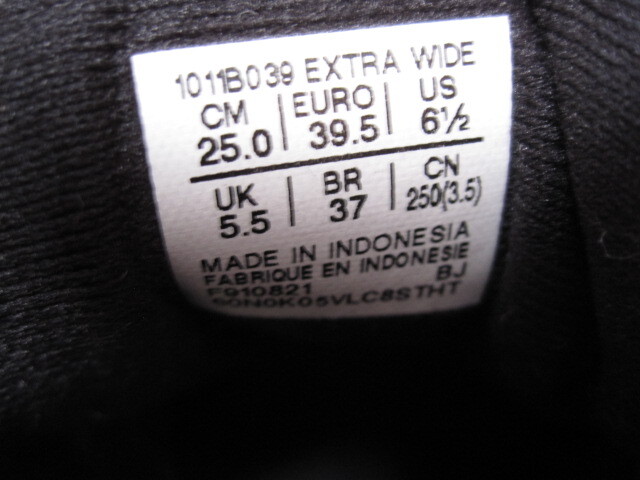 1011B039 EXTRA WIDE
CM EURO US
25.0 39.5 6½
UK BR CN
5.5 37 250(3.5)
MADE IN INDONESIA
FABRIQUE EN INDONESIE
F910821 BJ